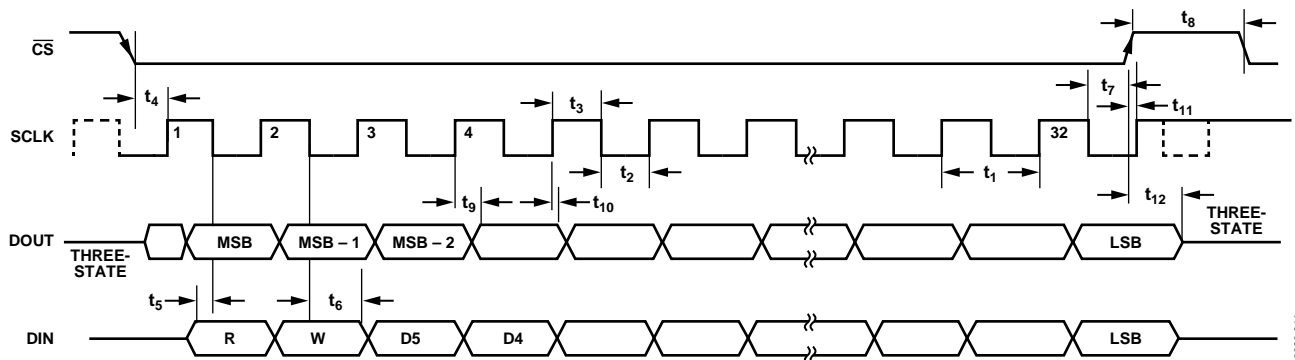 t8
CS
t7
t4
t3
t11
SCLK
1
2
3
4
32
t2
t1
t9
t10
t12
THREE-
STATE
DOUT
MSB
MSB – 1
MSB – 2
LSB
THREE-
STATE
t5
t6
DIN
R
W
D5
D4
LSB